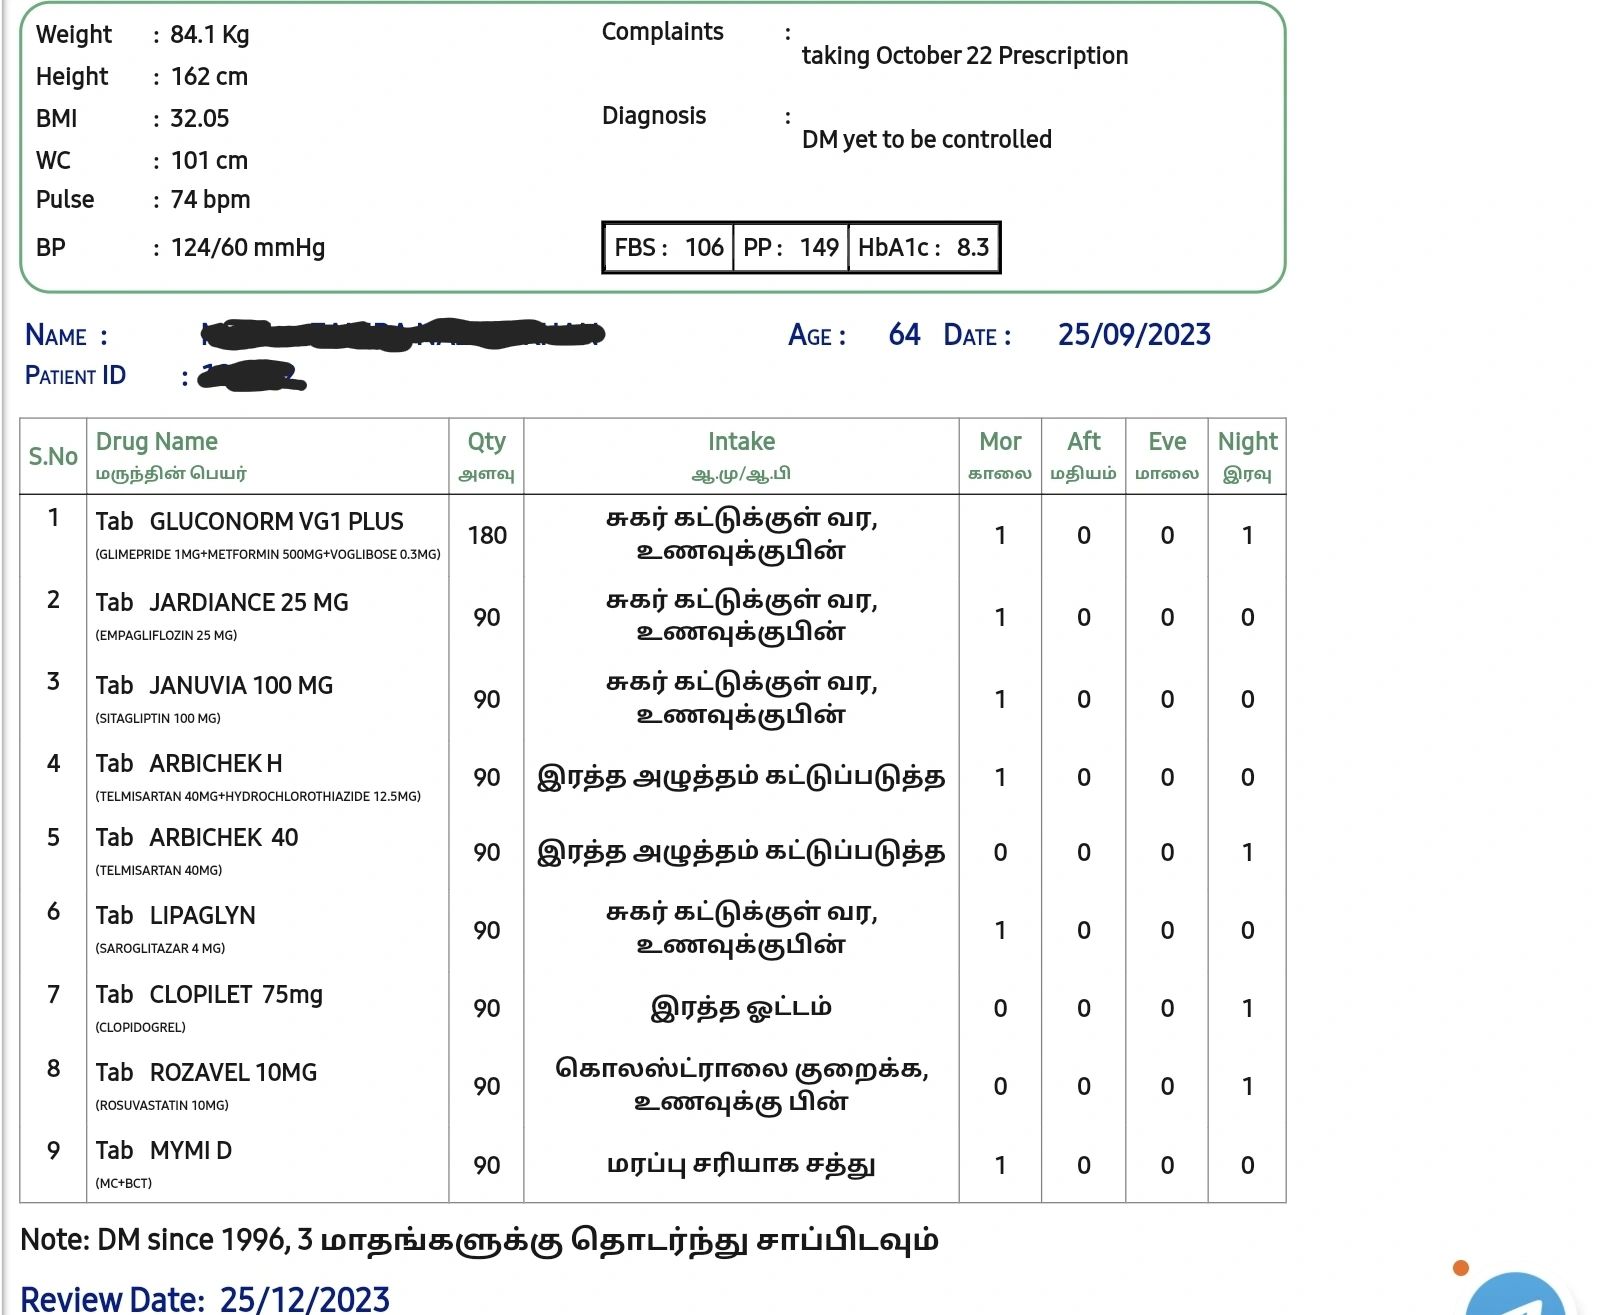 Weight : 84.1 Kg
Height : 162 cm
BMI : 32.05
WC : 101 cm
Pulse : 74 bpm
BP : 124/60 mmHg
Complaints :
taking October 22 Prescription
Diagnosis :
DM yet to be controlled
FBS : 106 PP : 149 HbA1c : 8.3
NAME :
AGE : 64 DATE : 25/09/2023
PATIENT ID :
S.No Drug Name Qty Intake Mor Aft Eve Night
மருந்தின் பெயர் அளவு ஆ.மு/ஆ.பி காலை மதியம் மாலை இரவு
1 Tab GLUCONORM VG1 PLUS 180 சுகர் கட்டுக்குள் வர, 1 0 0 1
(GLIMEPRIDE 1MG+METFORMIN 500MG+VOGLIBOSE 0.3MG) உணவுக்குபின்
2 Tab JARDIANCE 25 MG 90 சுகர் கட்டுக்குள் வர, 1 0 0 0
(EMPAGLIFLOZIN 25 MG) உணவுக்குபின்
3 Tab JANUVIA 100 MG 90 சுகர் கட்டுக்குள் வர, 1 0 0 0
(SITAGLIPTIN 100 MG) உணவுக்குபின்
4 Tab ARBICHEK H 90 இரத்த அழுத்தம் கட்டுப்படுத்த 1 0 0 0
(TELMISARTAN 40MG+HYDROCHLOROTHIAZIDE 12.5MG)
5 Tab ARBICHEK 40 90 இரத்த அழுத்தம் கட்டுப்படுத்த 0 0 0 1
(TELMISARTAN 40MG)
6 Tab LIPAGLYN 90 சுகர் கட்டுக்குள் வர, 1 0 0 0
(SAROGLITAZAR 4 MG) உணவுக்குபின்
7 Tab CLOPILET 75mg 90 இரத்த ஓட்டம் 0 0 0 1
(CLOPIDOGREL)
8 Tab ROZAVEL 10MG 90 கொலஸ்ட்ராலை குறைக்க, 0 0 0 1
(ROSUVASTATIN 10MG) உணவுக்கு பின்
9 Tab MYMI D 90 மரப்பு சரியாக சத்து 1 0 0 0
(MC+BCT)
Note: DM since 1996, 3 மாதங்களுக்கு தொடர்ந்து சாப்பிடவும்
Review Date: 25/12/2023